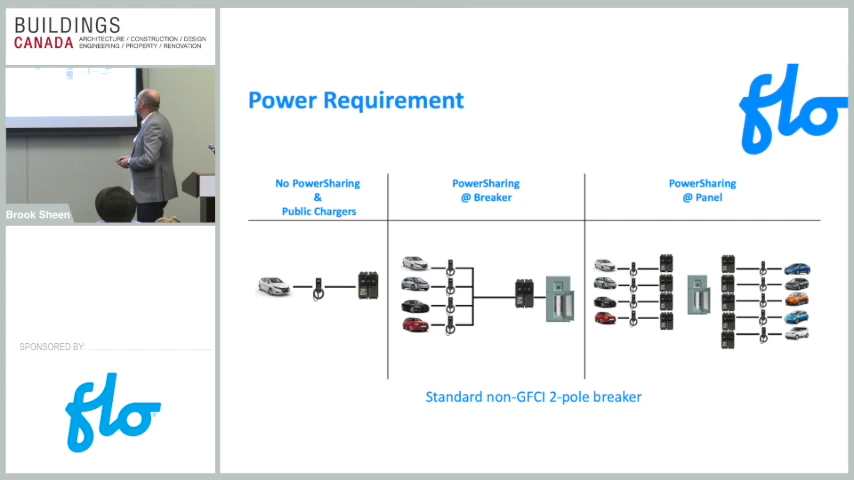 BUILDINGS
CANADA ARCHITECTURE / CONSTRUCTION / DESIGN
ENGINEERING / PROPERTY / RENOVATION
Brook Sheen
SPONSORED BY:
flo
Power Requirement
flo
No PowerSharing
&
Public Chargers
PowerSharing
@ Breaker
PowerSharing
@ Panel
Standard non-GFCI 2-pole breaker